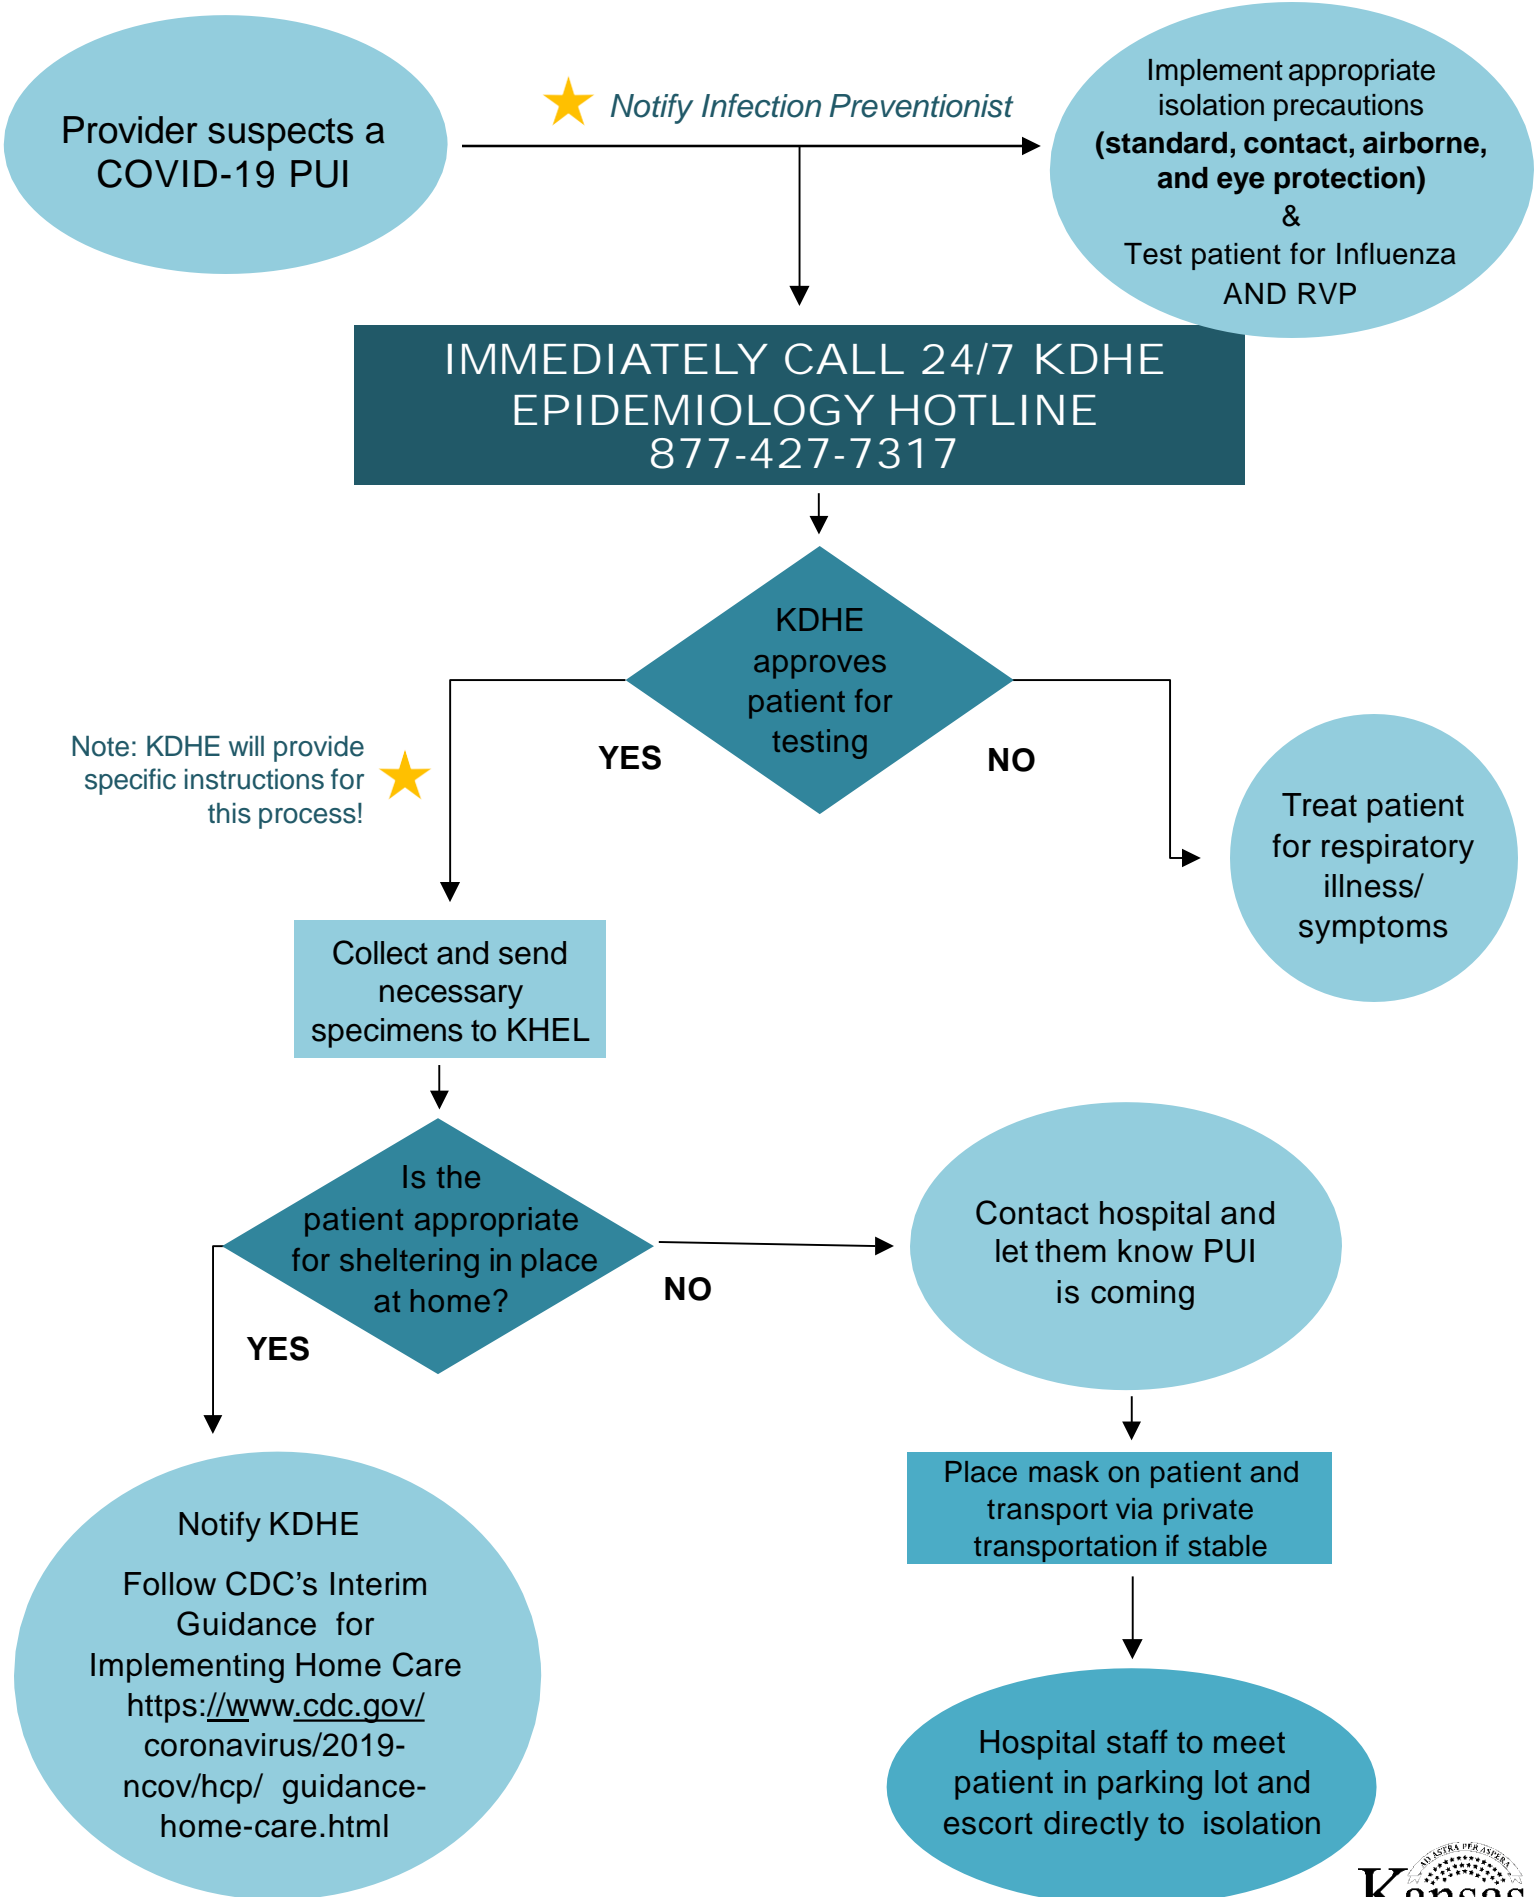 Provider suspects a
COVID-19 PUI
Notify Infection Preventionist
Implement appropriate
isolation precautions
(standard, contact, airborne,
and eye protection)
&
Test patient for Influenza
AND RVP
IMMEDIATELY CALL 24/7 KDHE
EPIDEMIOLOGY HOTLINE
877-427-7317
KDHE
approves
patient for
testing
YES
NO
Note: KDHE will provide
specific instructions for
this process!
Treat patient
for respiratory
illness/
symptoms
Collect and send
necessary
specimens to KHEL
Is the
patient appropriate
for sheltering in place
at home?
YES
NO
Contact hospital and
let them know PUI
is coming
Place mask on patient and
transport via private
transportation if stable
Notify KDHE
Follow CDC's Interim
Guidance for
Implementing Home Care
https://www.cdc.gov/
coronavirus/2019-
ncov/hcp/ guidance-
home-care.html
Hospital staff to meet
patient in parking lot and
escort directly to isolation
AD ASTRA PER ASPERA
Kansas